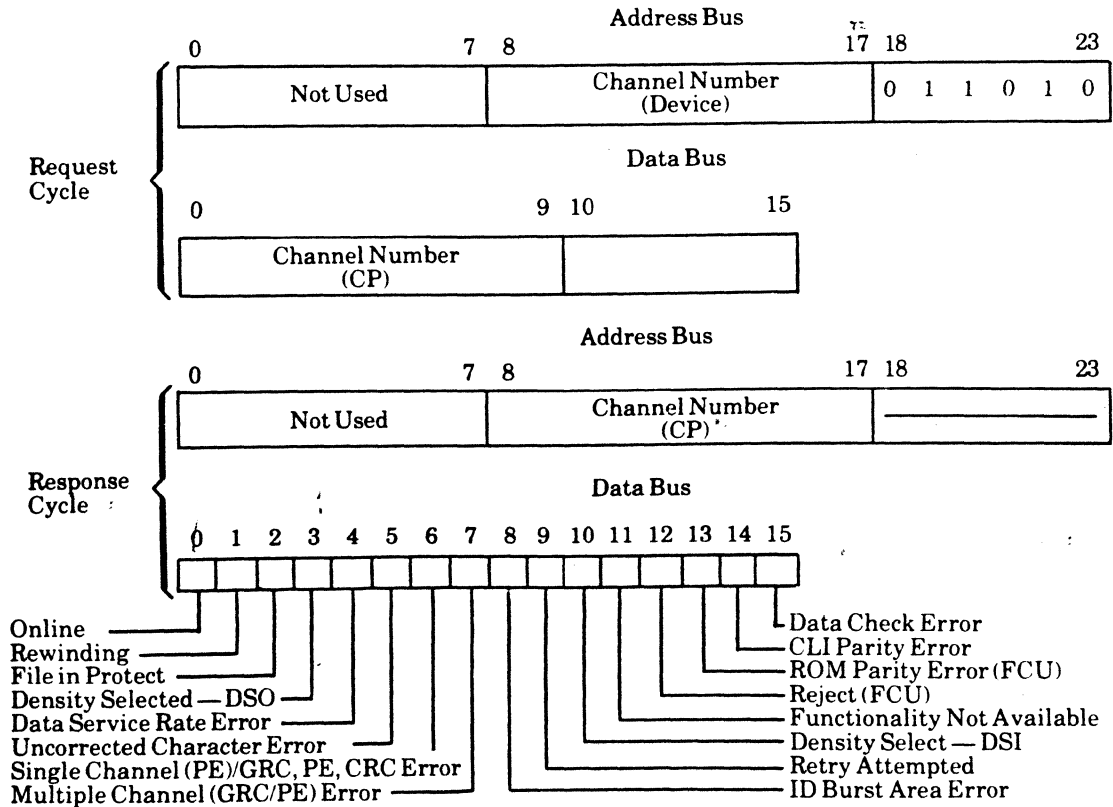 Address Bus
0 7 8 17 18 23
Not Used Channel Number (Device) 0 1 1 0 1 0
Request Cycle
Data Bus
0 9 10 15
Channel Number (CP)
Address Bus
0 7 8 17 18 23
Not Used Channel Number (CP)
Response Cycle
Data Bus
0 1 2 3 4 5 6 7 8 9 10 11 12 13 14 15
Online
Rewinding
File in Protect
Density Selected — DSO
Data Service Rate Error
Uncorrected Character Error
Single Channel (PE)/GRC, PE, CRC Error
Multiple Channel (GRC/PE) Error
Data Check Error
CLI Parity Error
ROM Parity Error (FCU)
Reject (FCU)
Functionality Not Available
Density Select — DSI
Retry Attempted
ID Burst Area Error